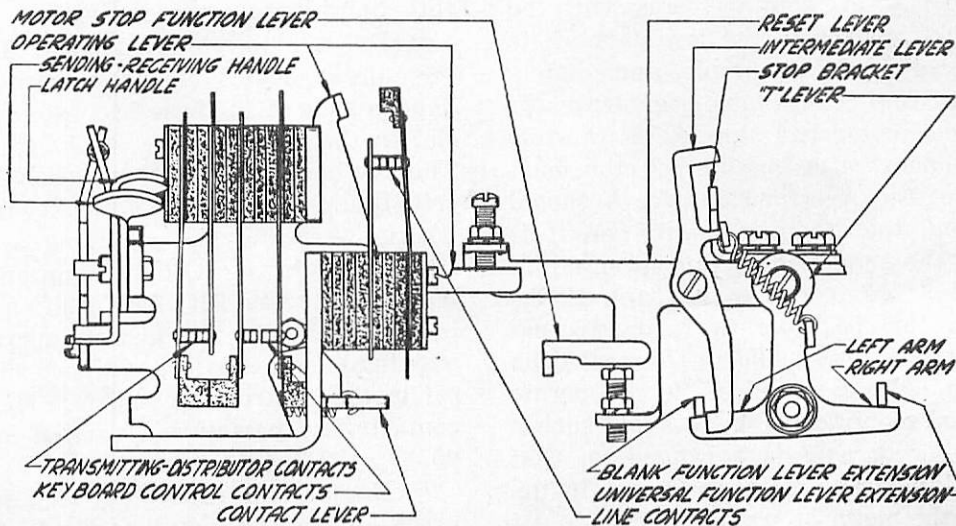 MOTOR STOP FUNCTION LEVER
OPERATING LEVER
SENDING-RECEIVING HANDLE
LATCH HANDLE
RESET LEVER
INTERMEDIATE LEVER
STOP BRACKET
"T" LEVER
LEFT ARM
RIGHT ARM
TRANSMITTING-DISTRIBUTOR CONTACTS
KEYBOARD CONTROL CONTACTS
CONTACT LEVER
BLANK FUNCTION LEVER EXTENSION
UNIVERSAL FUNCTION LEVER EXTENSION
LINE CONTACTS